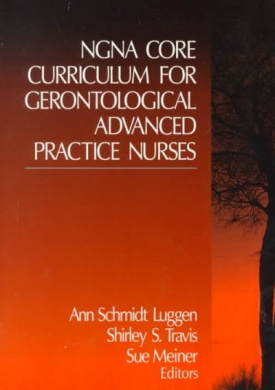 NGNA CORE
CURRICULUM FOR
GERONTOLOGICAL
ADVANCED
PRACTICE NURSES
Ann Schmidt Luggen
Shirley S. Travis
Sue Meiner
Editors